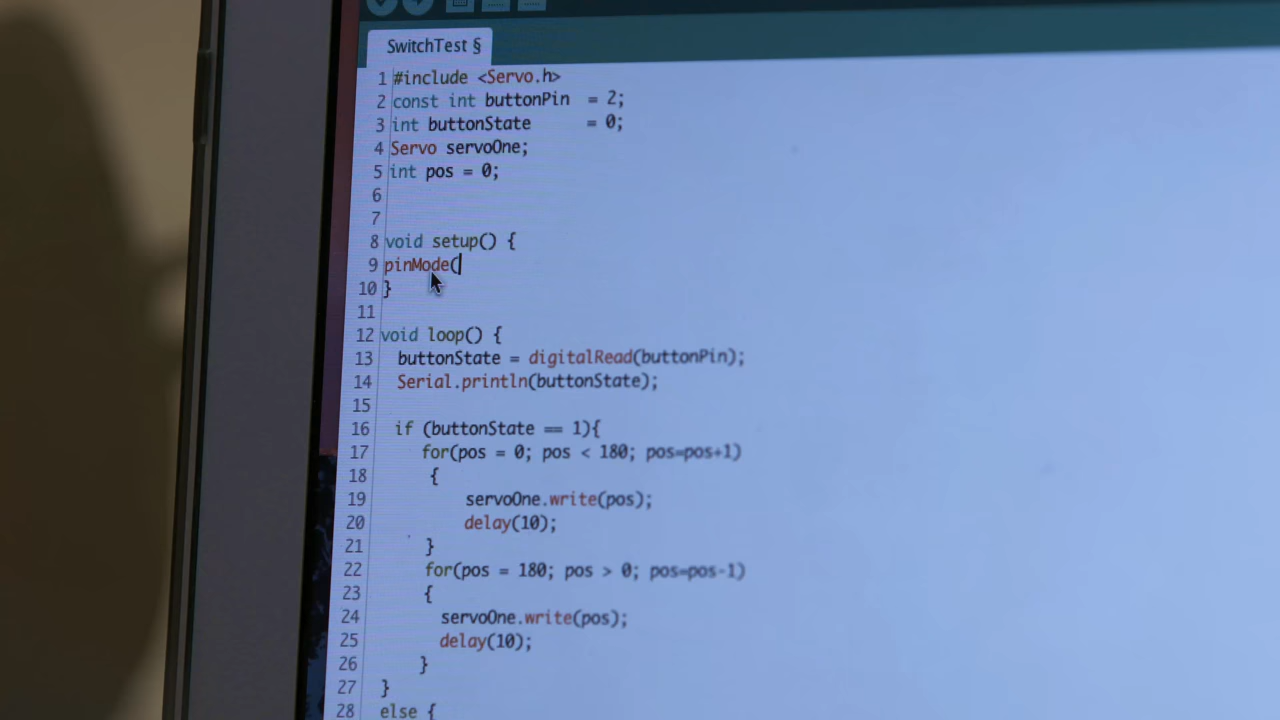 SwitchTest §
1 #include <Servo.h>
2 const int buttonPin = 2;
3 int buttonState = 0;
4 Servo servoOne;
5 int pos = 0;
6
7
8 void setup() {
9 pinMode(
10 }
11
12 void loop() {
13 buttonState = digitalRead(buttonPin);
14 Serial.println(buttonState);
15
16 if (buttonState == 1){
17 for(pos = 0; pos < 180; pos=pos+1)
18 {
19 servoOne.write(pos);
20 delay(10);
21 }
22 for(pos = 180; pos > 0; pos=pos-1)
23 {
24 servoOne.write(pos);
25 delay(10);
26 }
27 }
28 else {